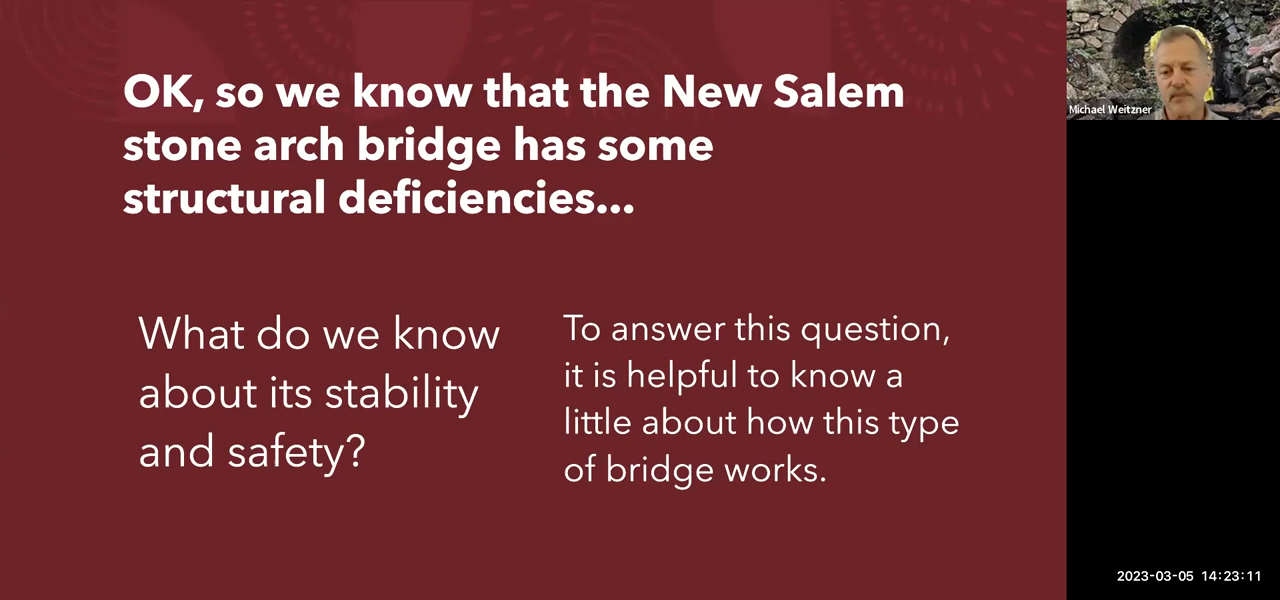 OK, so we know that the New Salem
stone arch bridge has some
structural deficiencies...
What do we know
about its stability
and safety?
To answer this question,
it is helpful to know a
little about how this type
of bridge works.
Michael Weitzner
2023-03-05 14:23:11